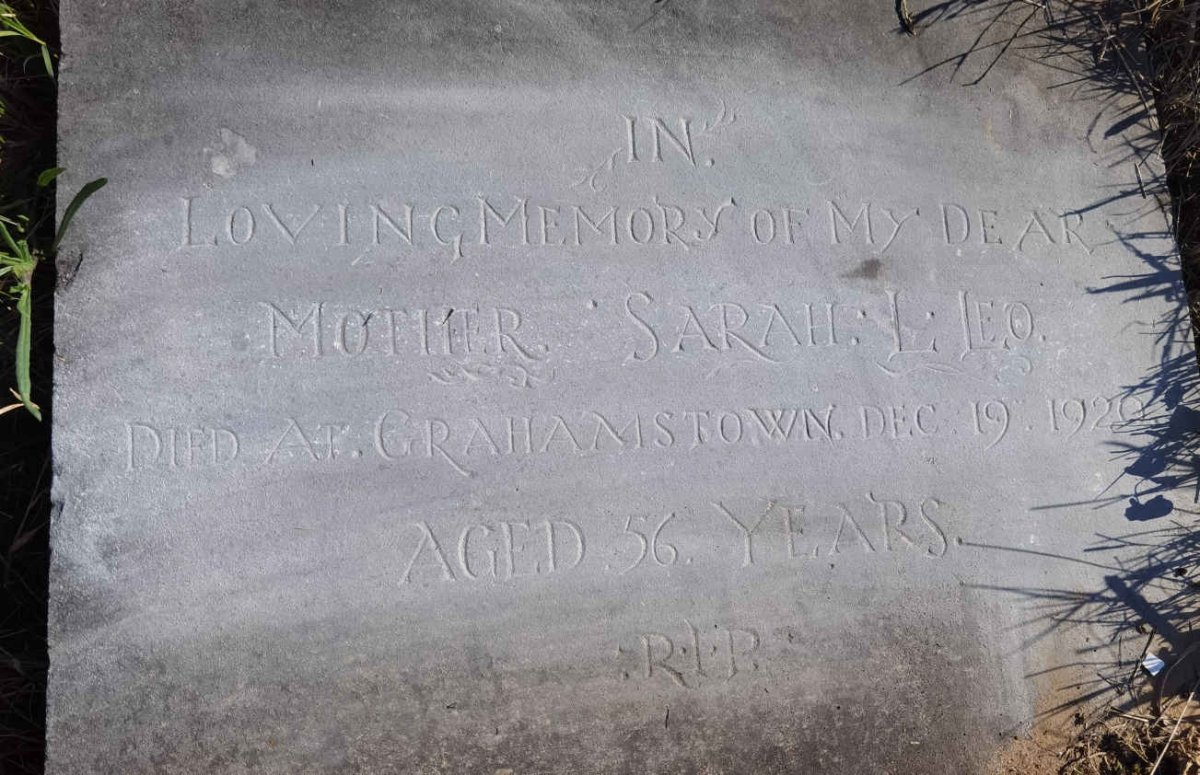 IN.
LOVING MEMORY OF MY DEAR
MOTHER. SARAH. L. LEO.
DIED AT. GRAHAMSTOWN. DEC. 19. 1920
AGED 56. YEARS.
R.I.P.